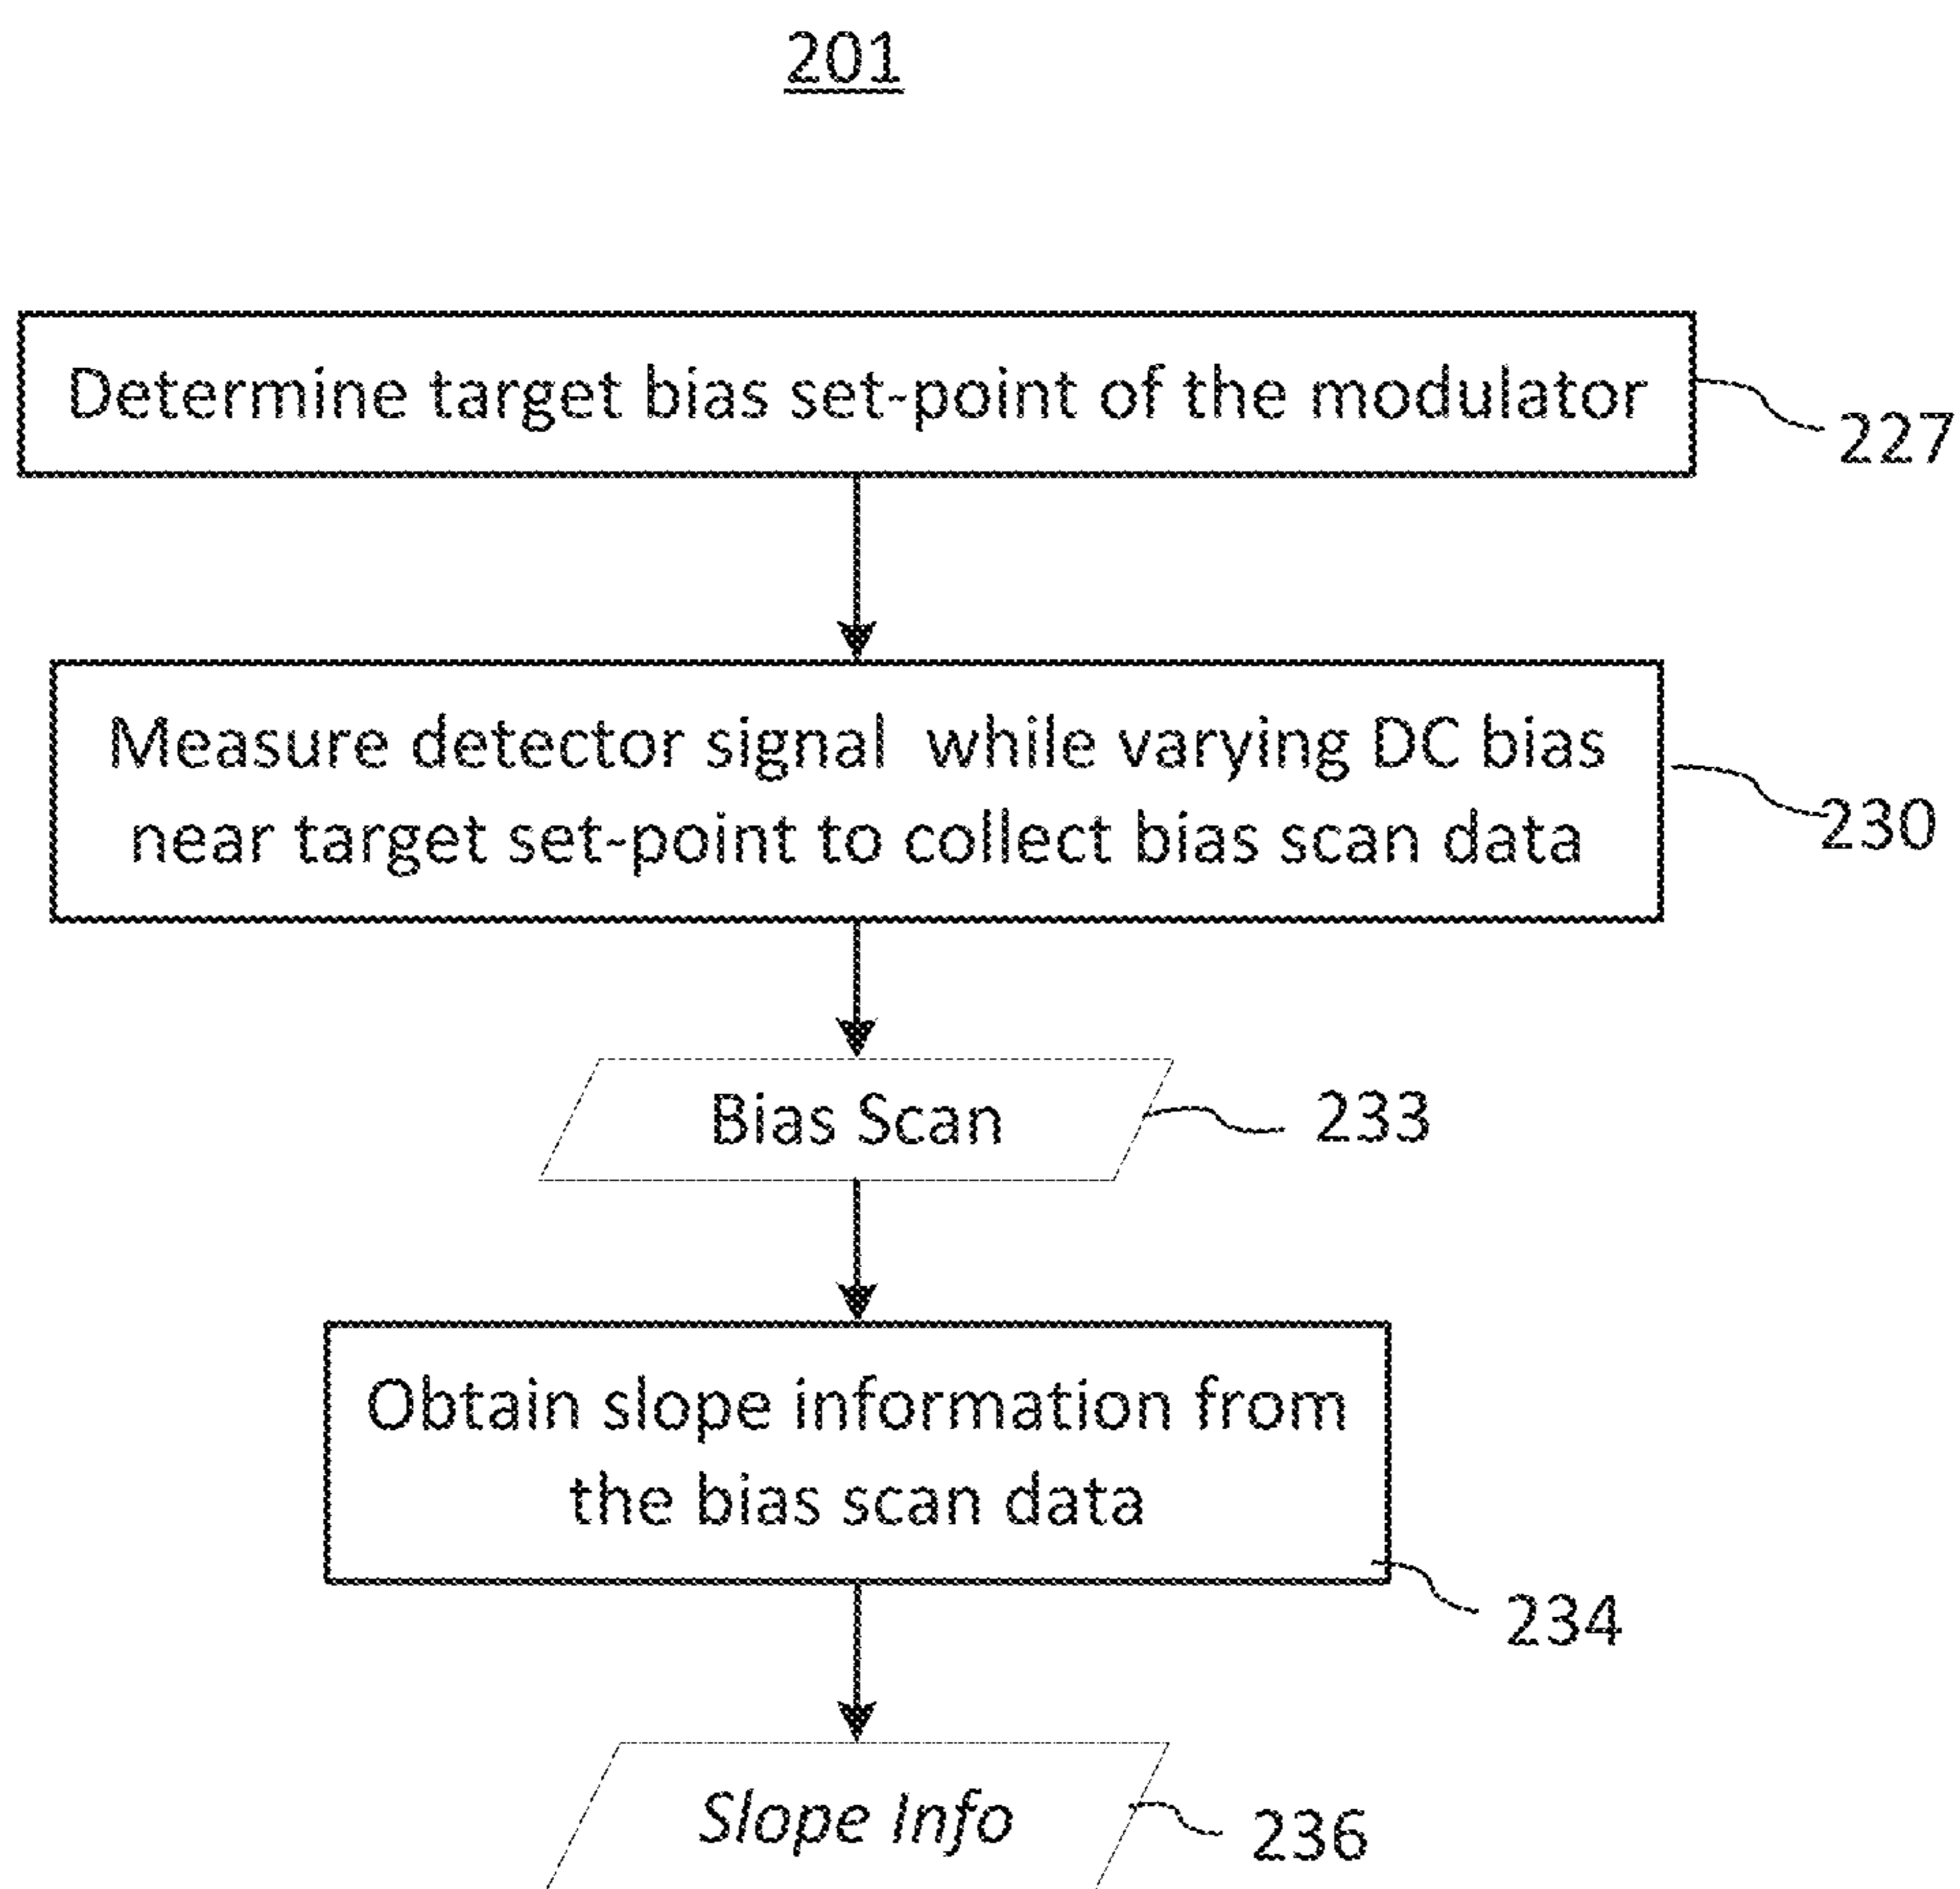 201
Determine target bias set-point of the modulator
227
Measure detector signal while varying DC bias
near target set-point to collect bias scan data
230
Bias Scan
233
Obtain slope information from
the bias scan data
234
Slope Info
236